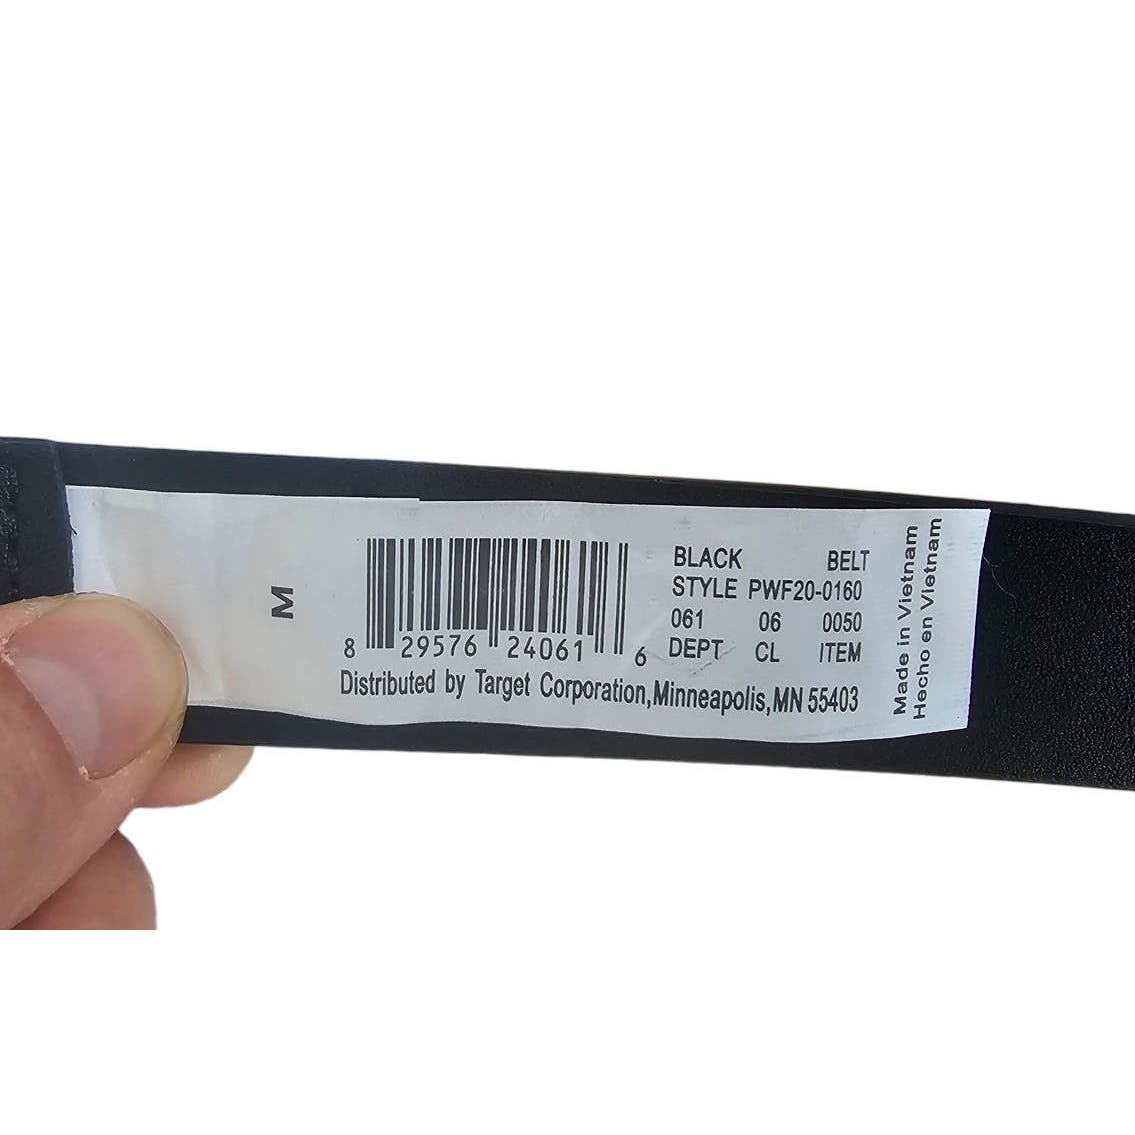 M
8 29576 24061 6
BLACK BELT
STYLE PWF20-0160
061 06 0050
DEPT CL ITEM
Distributed by Target Corporation, Minneapolis, MN 55403
Made in Vietnam
Hecho en Vietnam